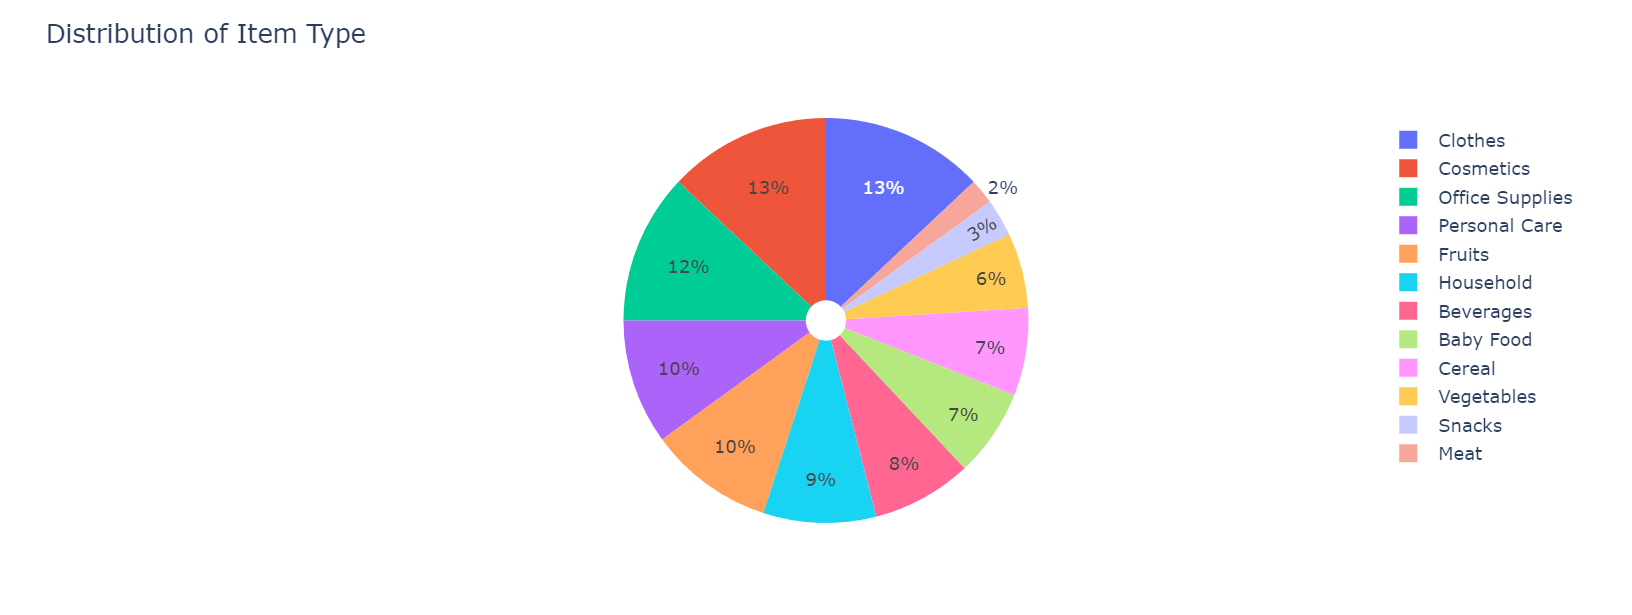 Distribution of Item Type
13%
13%
2%
3%
12%
6%
7%
10%
7%
10%
8%
9%
Clothes
Cosmetics
Office Supplies
Personal Care
Fruits
Household
Beverages
Baby Food
Cereal
Vegetables
Snacks
Meat